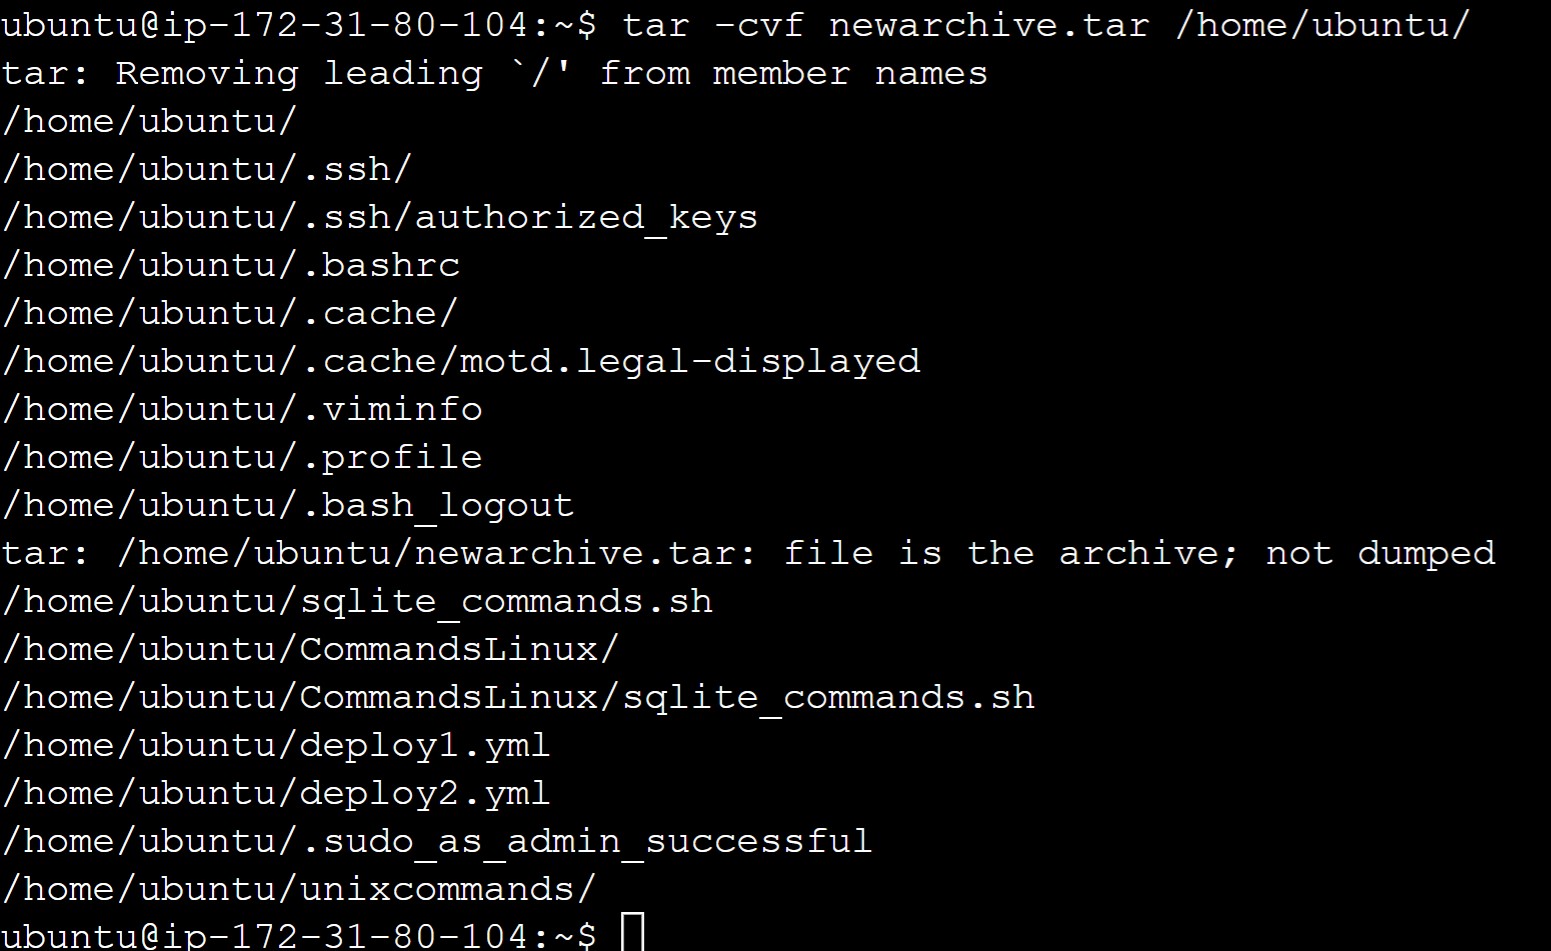 ubuntu@ip-172-31-80-104:~$ tar -cvf newarchive.tar /home/ubuntu/
tar: Removing leading `/' from member names
/home/ubuntu/
/home/ubuntu/.ssh/
/home/ubuntu/.ssh/authorized_keys
/home/ubuntu/.bashrc
/home/ubuntu/.cache/
/home/ubuntu/.cache/motd.legal-displayed
/home/ubuntu/.viminfo
/home/ubuntu/.profile
/home/ubuntu/.bash_logout
tar: /home/ubuntu/newarchive.tar: file is the archive; not dumped
/home/ubuntu/sqlite_commands.sh
/home/ubuntu/CommandsLinux/
/home/ubuntu/CommandsLinux/sqlite_commands.sh
/home/ubuntu/deploy1.yml
/home/ubuntu/deploy2.yml
/home/ubuntu/.sudo_as_admin_successful
/home/ubuntu/unixcommands/
ubuntu@ip-172-31-80-104:~$